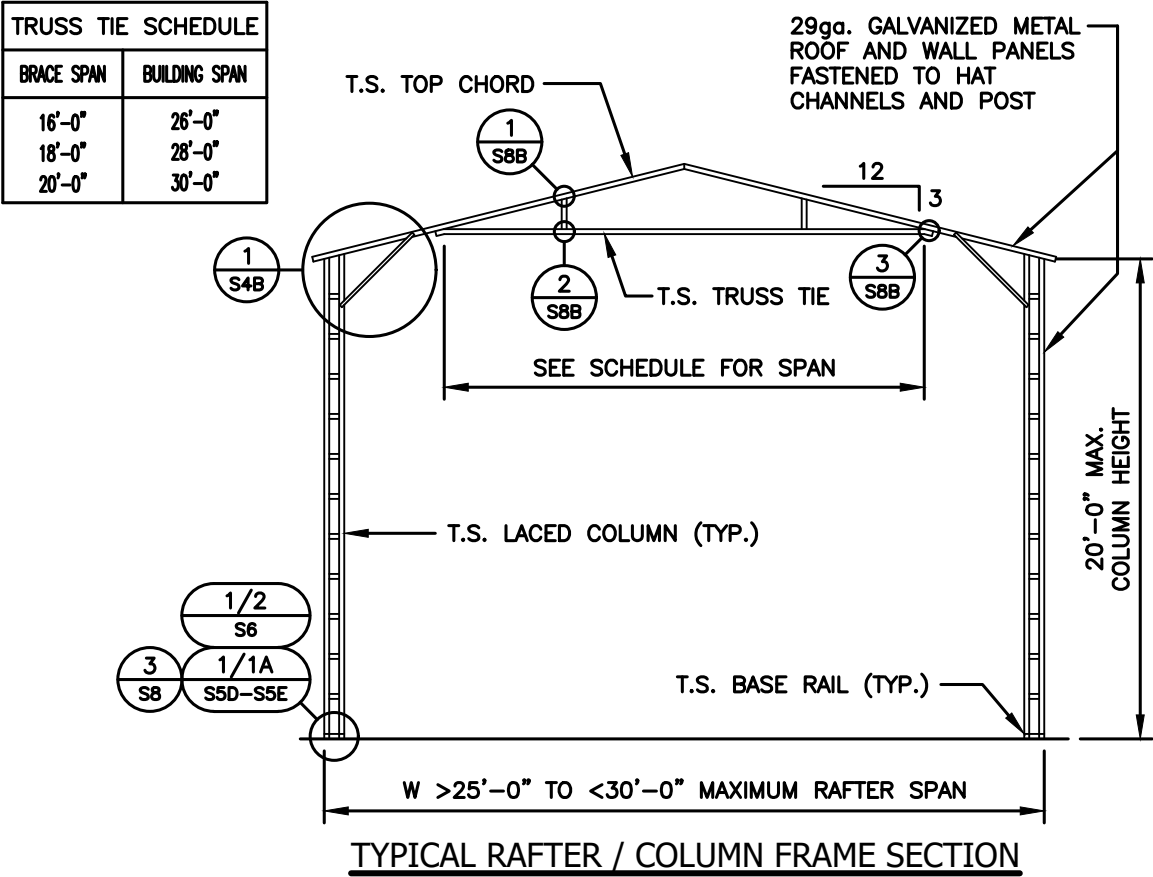 TRUSS TIE SCHEDULE
BRACE SPAN BUILDING SPAN
16'-0" 26'-0"
18'-0" 28'-0"
20'-0" 30'-0"
29ga. GALVANIZED METAL
ROOF AND WALL PANELS
FASTENED TO HAT
CHANNELS AND POST
T.S. TOP CHORD
1
S8B
12
3
1
S4B
2
S8B
T.S. TRUSS TIE
3
S8B
SEE SCHEDULE FOR SPAN
20'-0" MAX.
COLUMN HEIGHT
T.S. LACED COLUMN (TYP.)
1/2
S6
3
S8
1/1A
S5D-S5E
T.S. BASE RAIL (TYP.)
W >25'-0" TO <30'-0" MAXIMUM RAFTER SPAN
TYPICAL RAFTER / COLUMN FRAME SECTION